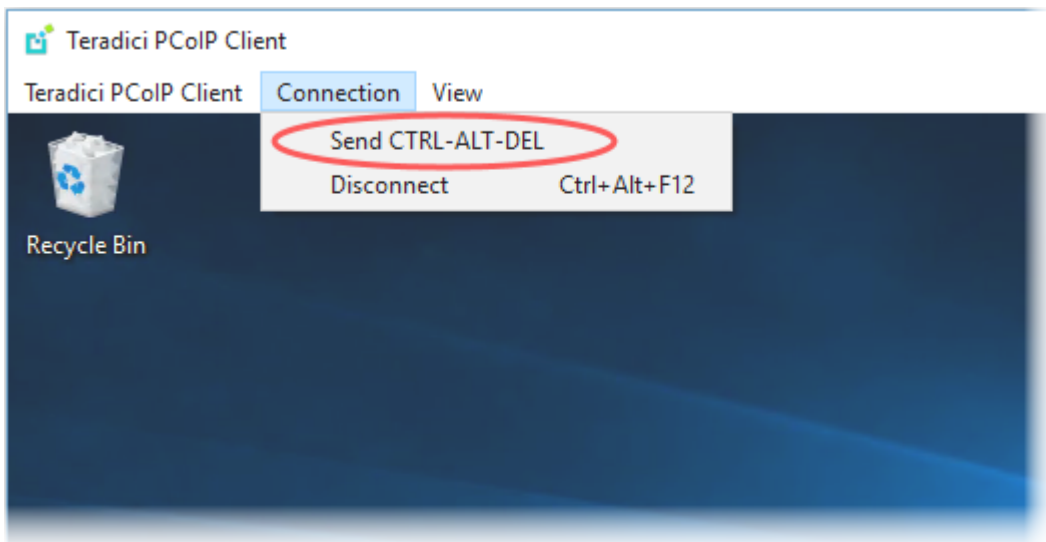 Teradici PCoIP Client
Teradici PCoIP Client Connection View
Send CTRL-ALT-DEL
Disconnect Ctrl+Alt+F12
Recycle Bin